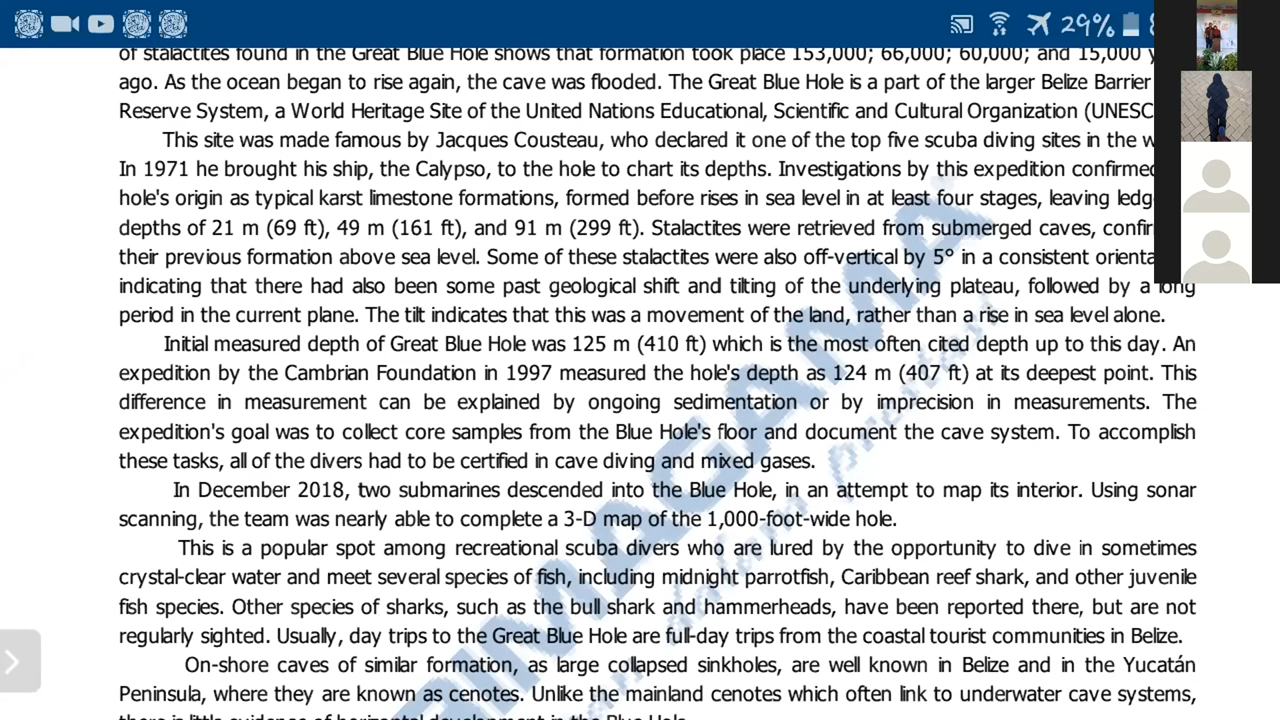 29%
of stalactites found in the Great Blue Hole shows that formation took place 153,000; 66,000; 60,000; and 15,000
ago. As the ocean began to rise again, the cave was flooded. The Great Blue Hole is a part of the larger Belize Barrier
Reserve System, a World Heritage Site of the United Nations Educational, Scientific and Cultural Organization (UNESC
This site was made famous by Jacques Cousteau, who declared it one of the top five scuba diving sites in the w
In 1971 he brought his ship, the Calypso, to the hole to chart its depths. Investigations by this expedition confirmed
hole's origin as typical karst limestone formations, formed before rises in sea level in at least four stages, leaving ledg
depths of 21 m (69 ft), 49 m (161 ft), and 91 m (299 ft). Stalactites were retrieved from submerged caves, confir
their previous formation above sea level. Some of these stalactites were also off-vertical by 5° in a consistent orienta
indicating that there had also been some past geological shift and tilting of the underlying plateau, followed by a long
period in the current plane. The tilt indicates that this was a movement of the land, rather than a rise in sea level alone.
Initial measured depth of Great Blue Hole was 125 m (410 ft) which is the most often cited depth up to this day. An
expedition by the Cambrian Foundation in 1997 measured the hole's depth as 124 m (407 ft) at its deepest point. This
difference in measurement can be explained by ongoing sedimentation or by imprecision in measurements. The
expedition's goal was to collect core samples from the Blue Hole's floor and document the cave system. To accomplish
these tasks, all of the divers had to be certified in cave diving and mixed gases.
In December 2018, two submarines descended into the Blue Hole, in an attempt to map its interior. Using sonar
scanning, the team was nearly able to complete a 3-D map of the 1,000-foot-wide hole.
This is a popular spot among recreational scuba divers who are lured by the opportunity to dive in sometimes
crystal-clear water and meet several species of fish, including midnight parrotfish, Caribbean reef shark, and other juvenile
fish species. Other species of sharks, such as the bull shark and hammerheads, have been reported there, but are not
regularly sighted. Usually, day trips to the Great Blue Hole are full-day trips from the coastal tourist communities in Belize.
On-shore caves of similar formation, as large collapsed sinkholes, are well known in Belize and in the Yucatán
Peninsula, where they are known as cenotes. Unlike the mainland cenotes which often link to underwater cave systems,
there is little evidence of horizontal development in the Blue Hole.